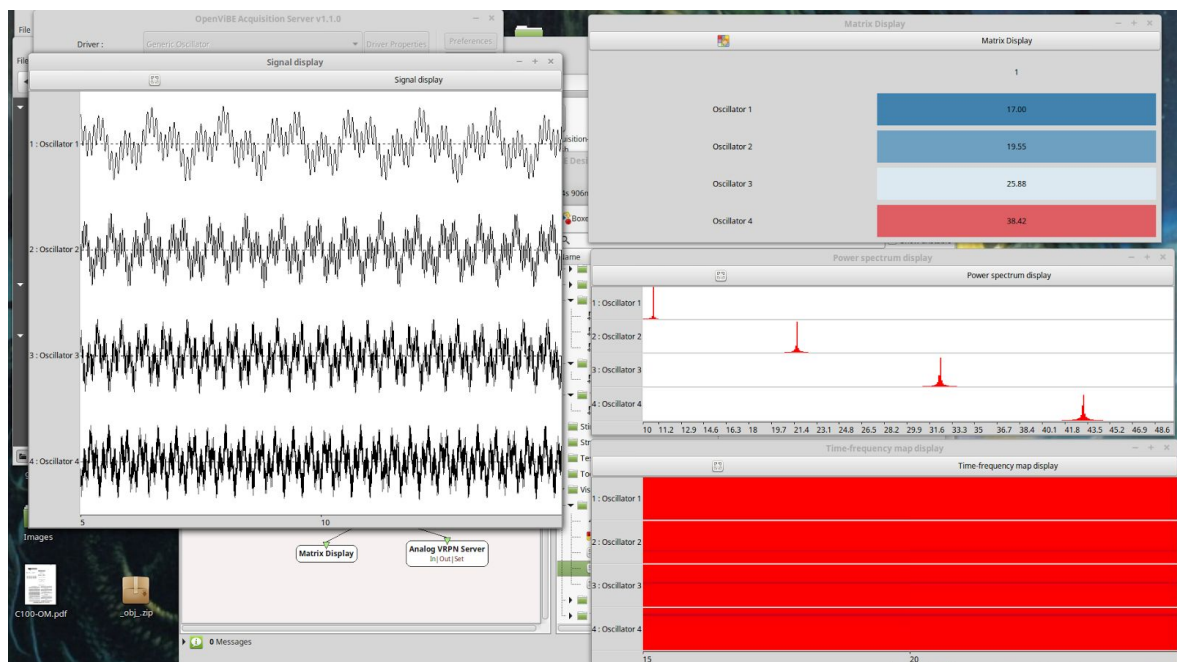 OpenViBE Acquisition Server v1.1.0
File
Driver :
Generic Oscillator
Driver Properties
Preferences
File
Signal display
Signal display
1 : Oscillator 1
2 : Oscillator 2
3 : Oscillator 3
4 : Oscillator 4
5 10
Matrix Display
Matrix Display
1
Oscillator 1 17.00
Oscillator 2 19.55
Oscillator 3 25.88
Oscillator 4 38.42
4s 906m
Boxe
Power spectrum display
Power spectrum display
1 : Oscillator 1
2 : Oscillator 2
3 : Oscillator 3
4 : Oscillator 4
10 11.2 12.9 14.6 16.3 18 19.7 21.4 23.1 24.8 26.5 28.2 29.9 31.6 33.3 35 36.7 38.4 40.1 41.8 43.5 45.2 46.9 48.6
Time-frequency map display
Time-frequency map display
1 : Oscillator 1
2 : Oscillator 2
3 : Oscillator 3
4 : Oscillator 4
15 20
Matrix Display
Analog VRPN Server
In|Out|Set
0 Messages
Images
C100-OM.pdf
_obj_.zip